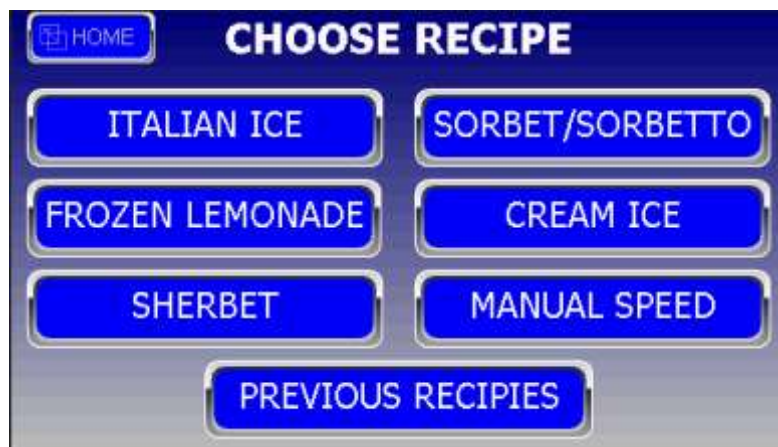 HOME
CHOOSE RECIPE
ITALIAN ICE
SORBET/SORBETTO
FROZEN LEMONADE
CREAM ICE
SHERBET
MANUAL SPEED
PREVIOUS RECIPIES